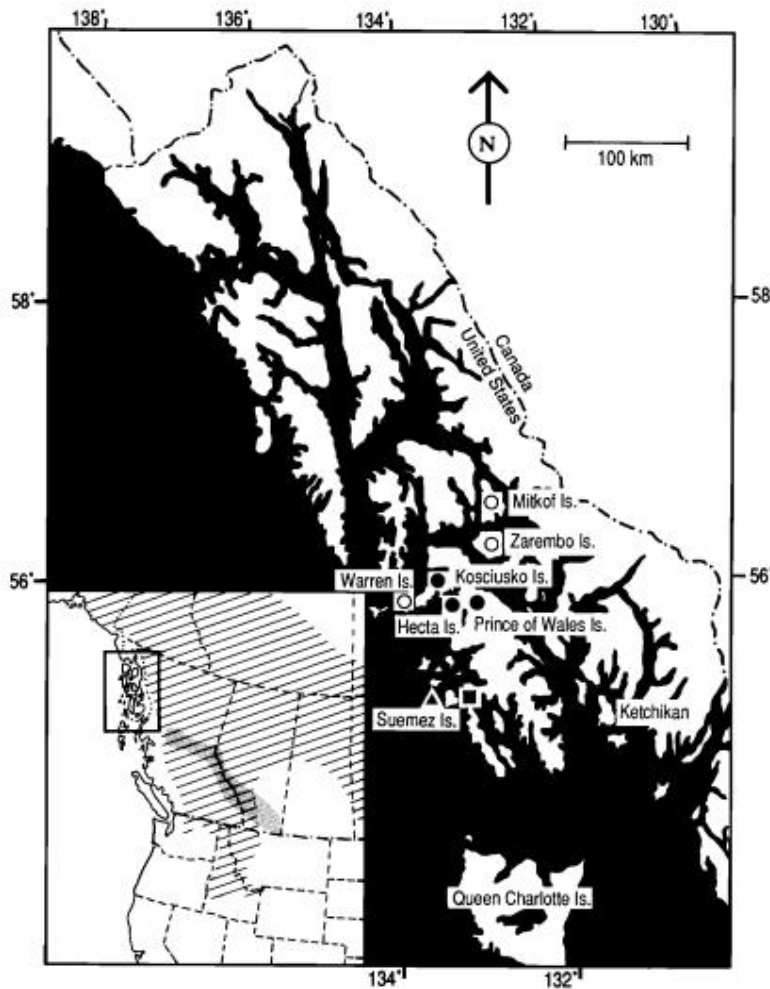 138° 136° 134° 132° 130°
N
100 km
58° 58
Canada
United States
Mitkof Is.
Zarembo Is.
56° 56
Warren Is. Kosciusko Is.
Hecta Is. Prince of Wales Is.
Suemez Is. Ketchikan
Queen Charlotte Is.
134° 132°